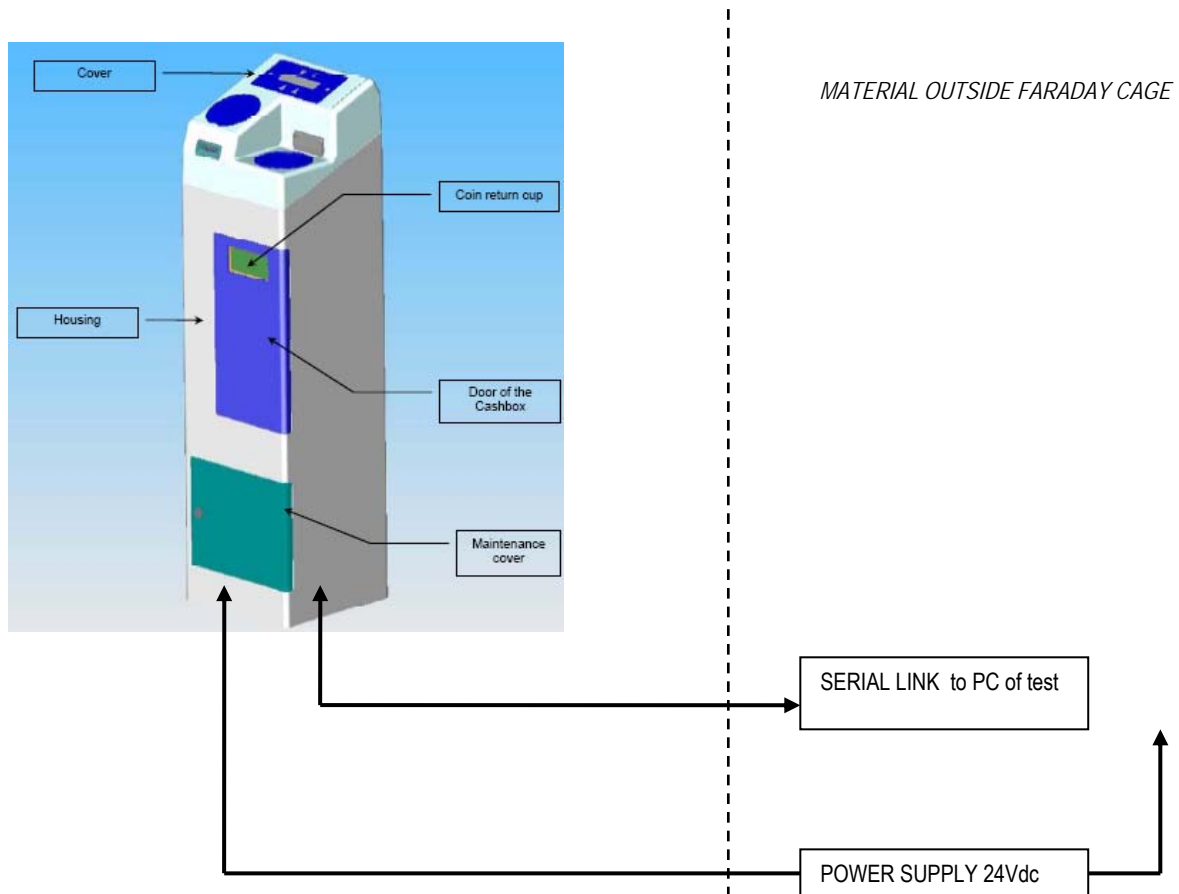 Cover
MATERIAL OUTSIDE FARADAY CAGE
Coin return cup
Housing
Door of the
Cashbox
Maintenance
cover
SERIAL LINK to PC of test
POWER SUPPLY 24Vdc